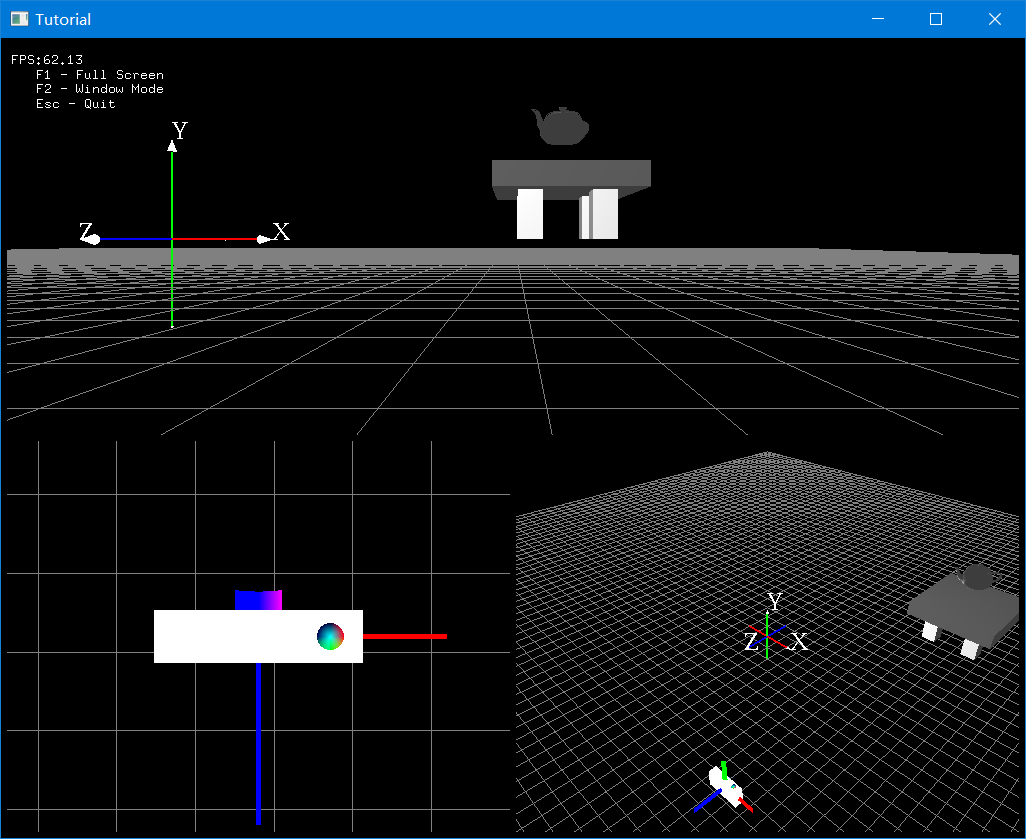 Tutorial
FPS:62.13
F1 - Full Screen
F2 - Window Mode
Esc - Quit
Y
Z X
Y
Z X